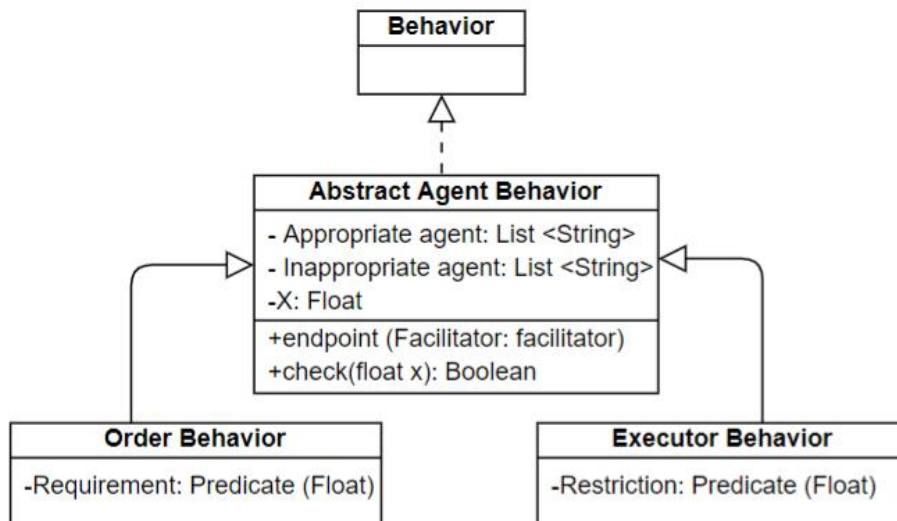 Behavior
Abstract Agent Behavior
- Appropriate agent: List <String>
- Inappropriate agent: List <String>
-X: Float
+endpoint (Facilitator: facilitator)
+check(float x): Boolean
Order Behavior
-Requirement: Predicate (Float)
Executor Behavior
-Restriction: Predicate (Float)